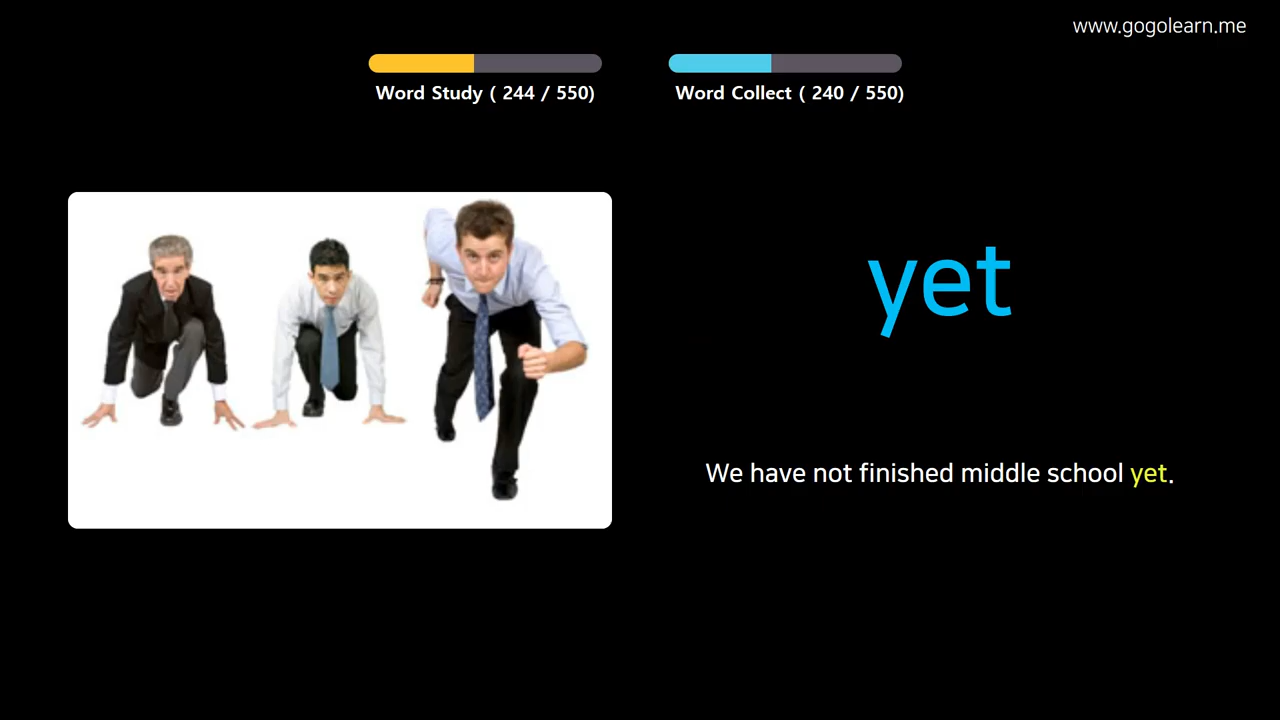 www.gogolearn.me
Word Study ( 244 / 550)
Word Collect ( 240 / 550)
yet
We have not finished middle school yet.